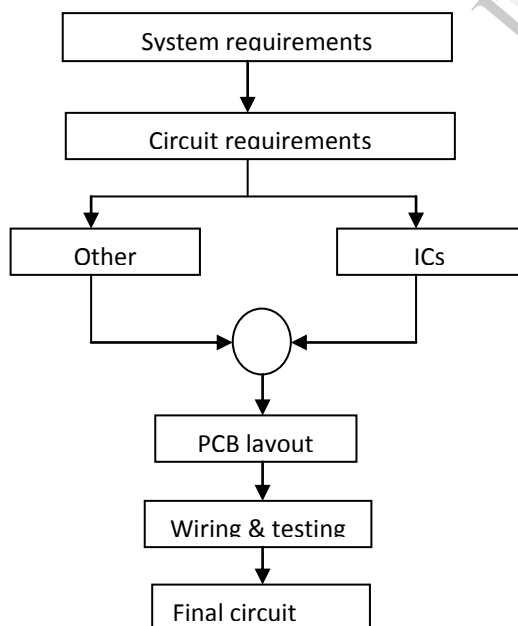 System requirements
Circuit requirements
Other
ICs
PCB layout
Wiring & testing
Final circuit